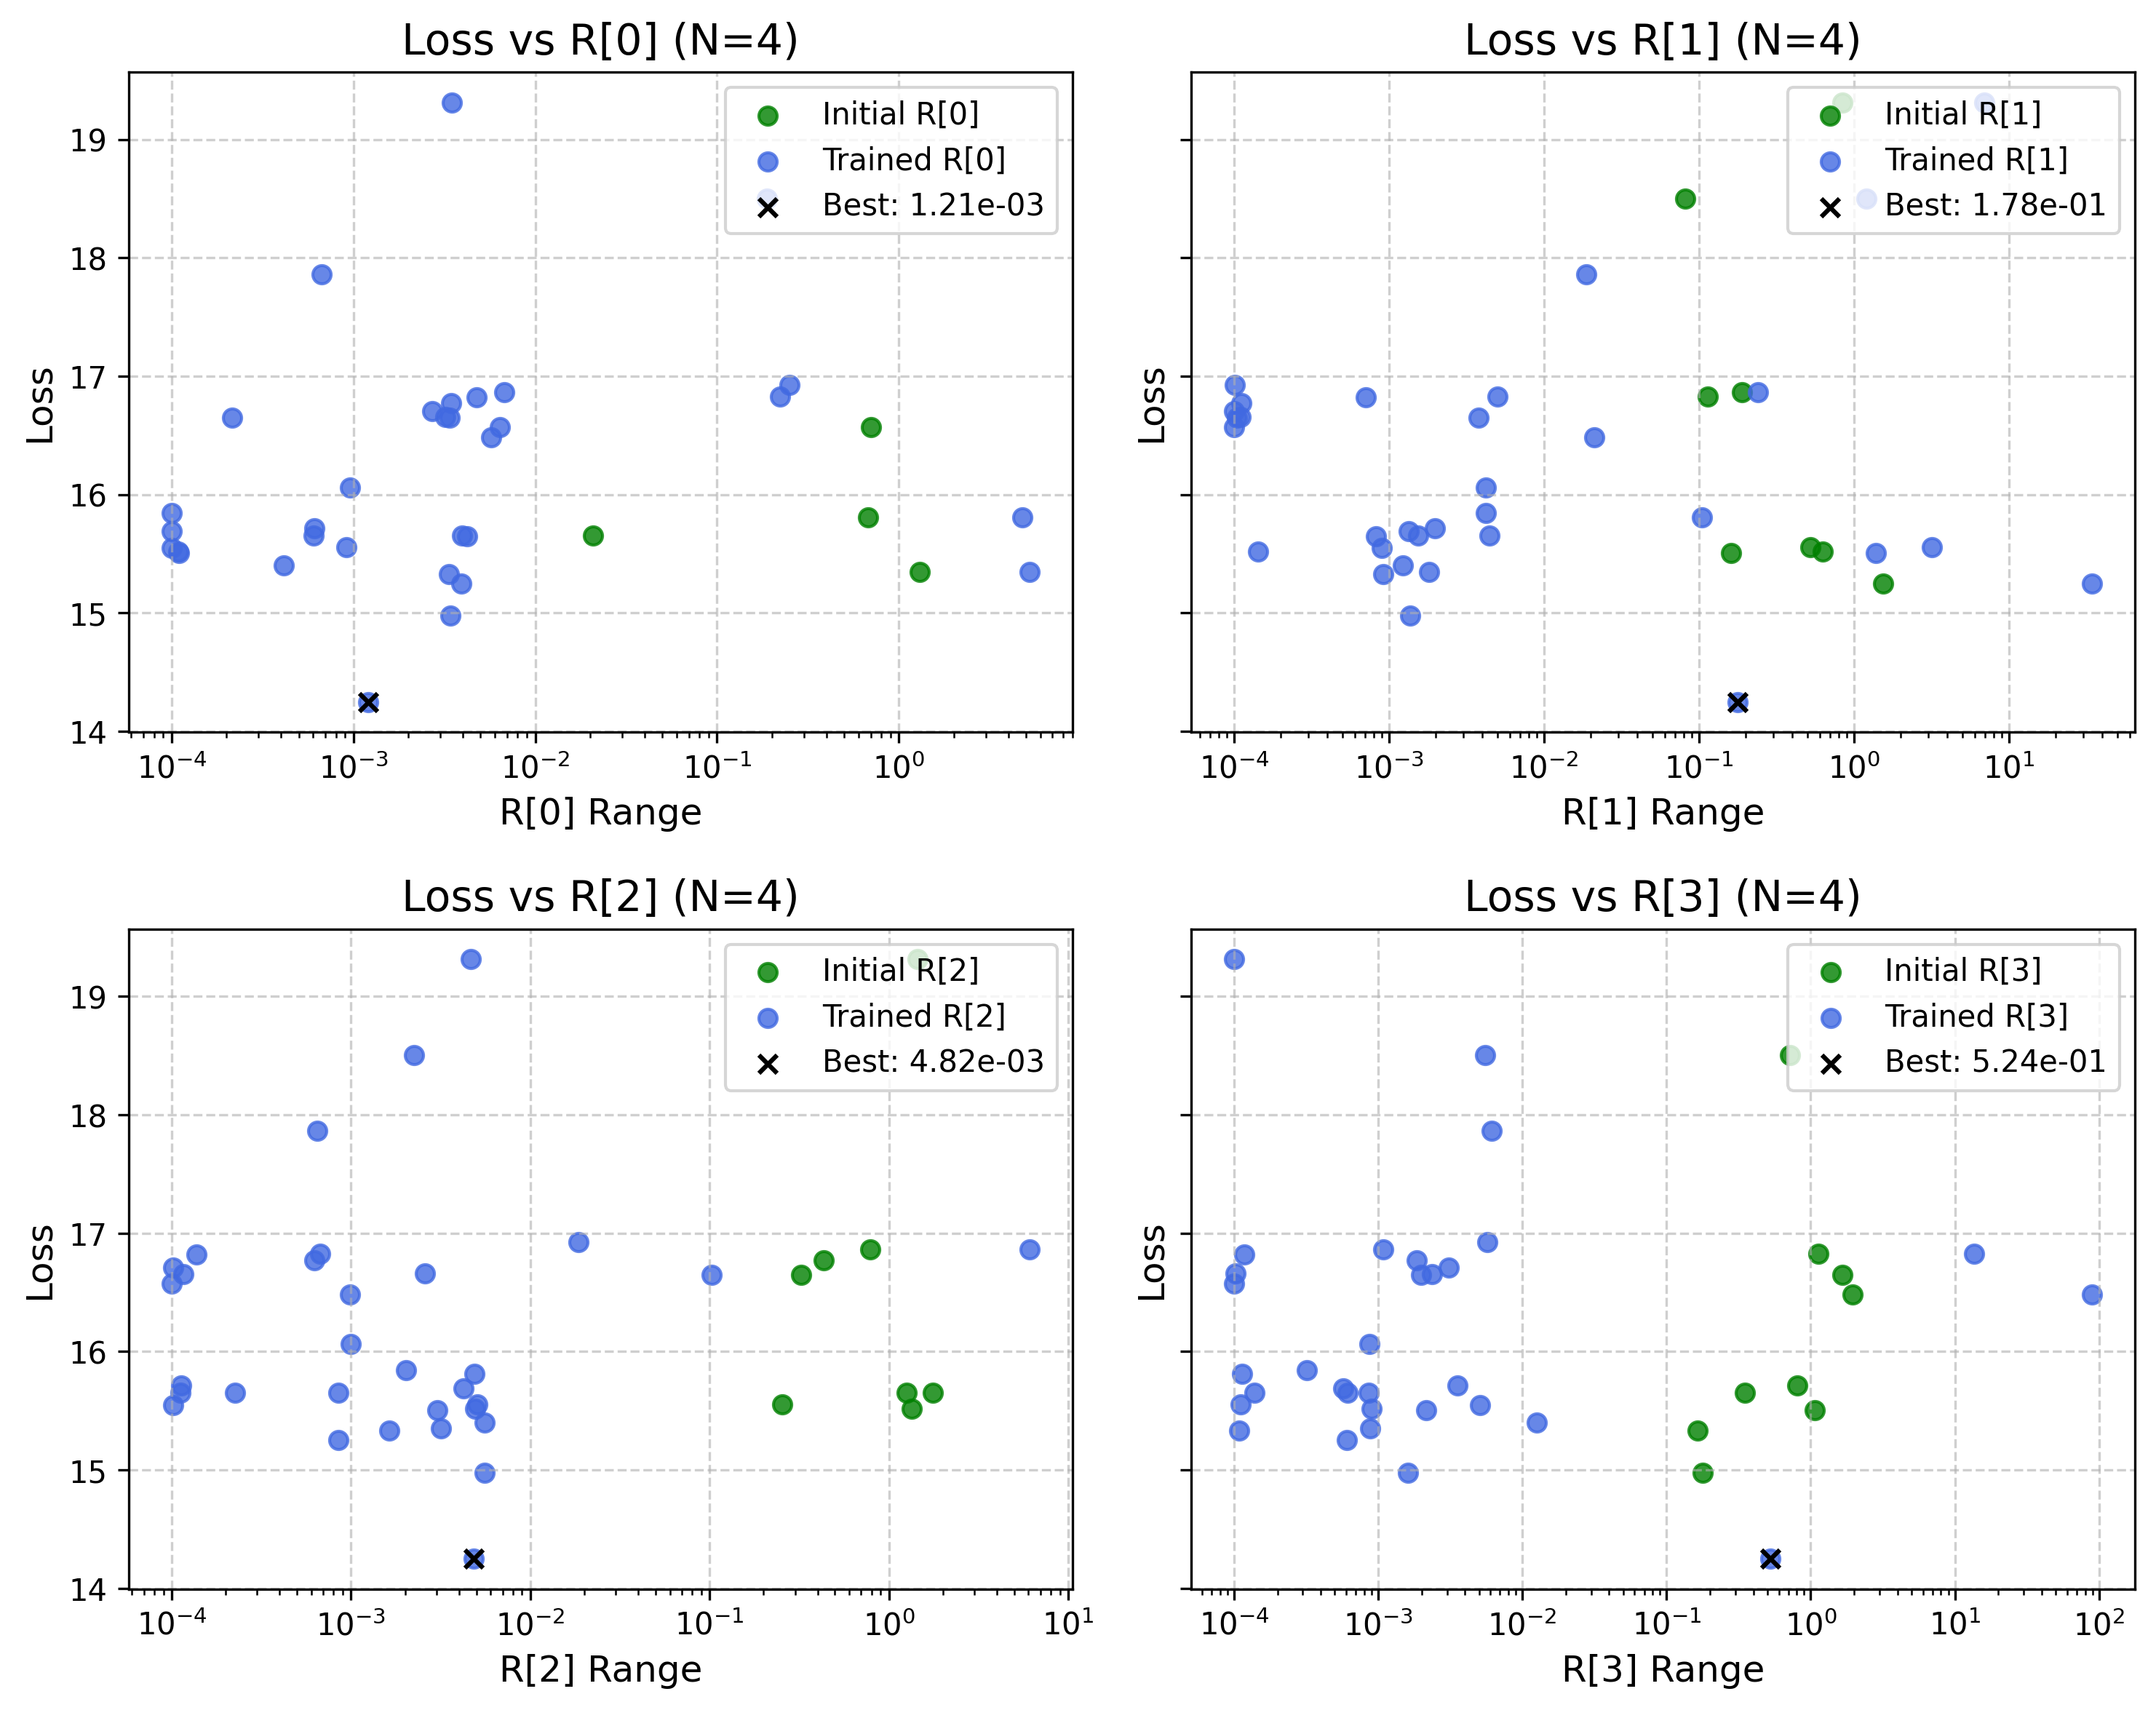 Loss vs R[0] (N=4)
Loss
19
18
17
16
15
14
Initial R[0]
Trained R[0]
Best: 1.21e-03
10⁻⁴ 10⁻³ 10⁻² 10⁻¹ 10⁰
R[0] Range
Loss vs R[1] (N=4)
Loss
Initial R[1]
Trained R[1]
Best: 1.78e-01
10⁻⁴ 10⁻³ 10⁻² 10⁻¹ 10⁰ 10¹
R[1] Range
Loss vs R[2] (N=4)
Loss
19
18
17
16
15
14
Initial R[2]
Trained R[2]
Best: 4.82e-03
10⁻⁴ 10⁻³ 10⁻² 10⁻¹ 10⁰ 10¹
R[2] Range
Loss vs R[3] (N=4)
Loss
Initial R[3]
Trained R[3]
Best: 5.24e-01
10⁻⁴ 10⁻³ 10⁻² 10⁻¹ 10⁰ 10¹ 10²
R[3] Range